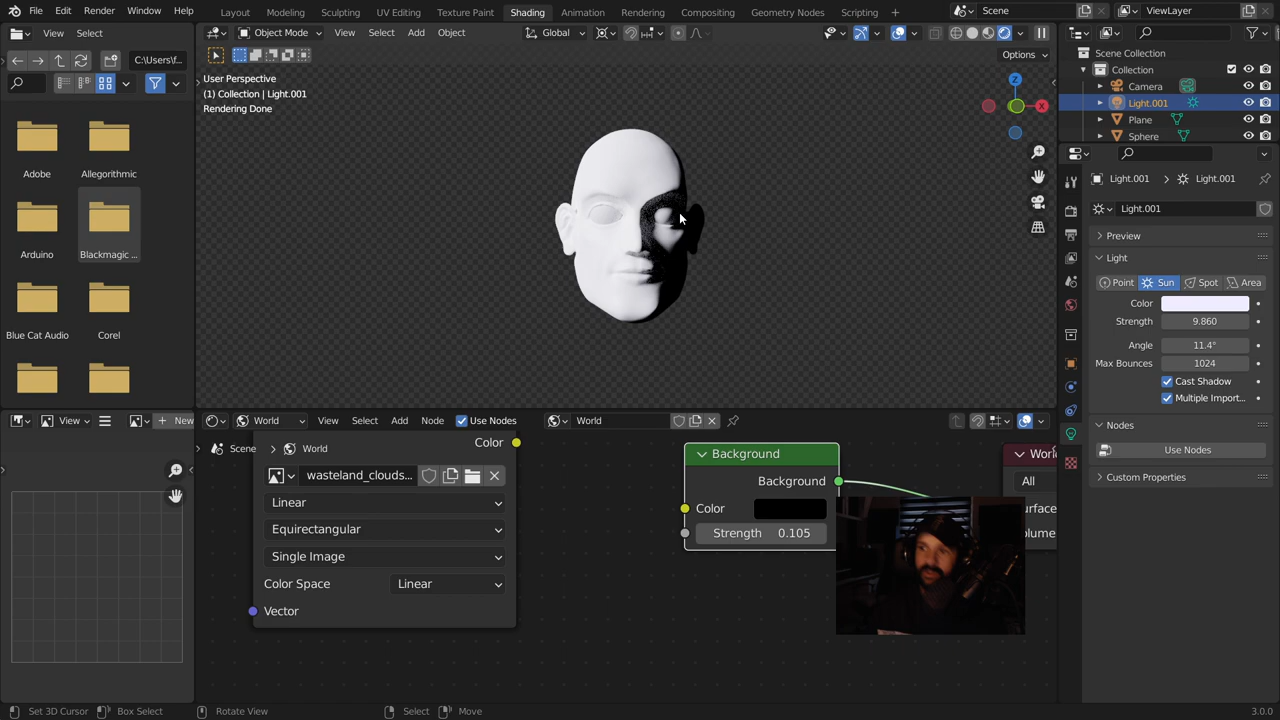 File Edit Render Window Help Layout Modeling Sculpting UV Editing Texture Paint Shading Animation Rendering Compositing Geometry Nodes Scripting + Scene ViewLayer
View Select Object Mode View Select Add Object Global
Options
C:\Users\f...
User Perspective
(1) Collection | Light.001
Rendering Done
Z
X
Adobe Allegorithmic
Arduino Blackmagic ...
Blue Cat Audio Corel
Scene Collection
Collection
Camera
Light.001
Plane
Sphere
Light.001 > Light.001
Light.001
Preview
Light
Point Sun Spot Area
Color
Strength 9.860
Angle 11.4°
Max Bounces 1024
Cast Shadow
Multiple Import...
Nodes
Use Nodes
Custom Properties
View + New
World View Select Add Node Use Nodes World
Scene > World
Color
wasteland_clouds...
Linear
Equirectangular
Single Image
Color Space Linear
Vector
Background
Background
Color
Strength 0.105
All
Set 3D Cursor Box Select Rotate View Select Move 3.0.0